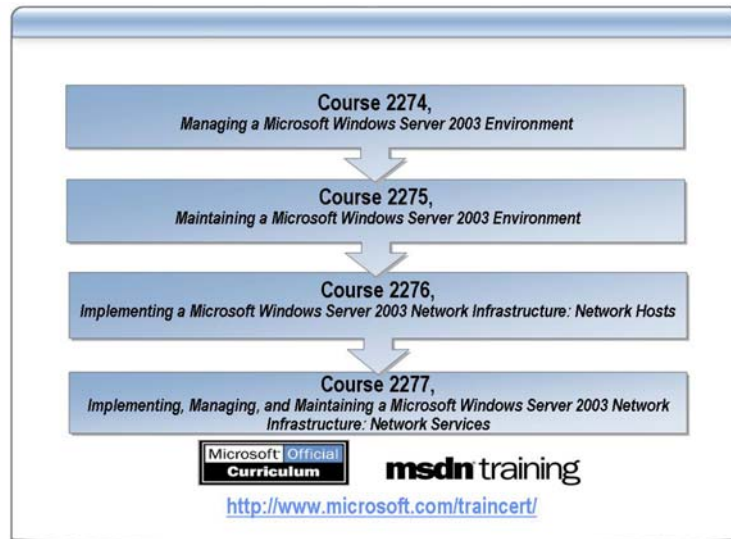 Course 2274,
Managing a Microsoft Windows Server 2003 Environment
Course 2275,
Maintaining a Microsoft Windows Server 2003 Environment
Course 2276,
Implementing a Microsoft Windows Server 2003 Network Infrastructure: Network Hosts
Course 2277,
Implementing, Managing, and Maintaining a Microsoft Windows Server 2003 Network
Infrastructure: Network Services
Microsoft Official
Curriculum
msdn training
http://www.microsoft.com/traincert/